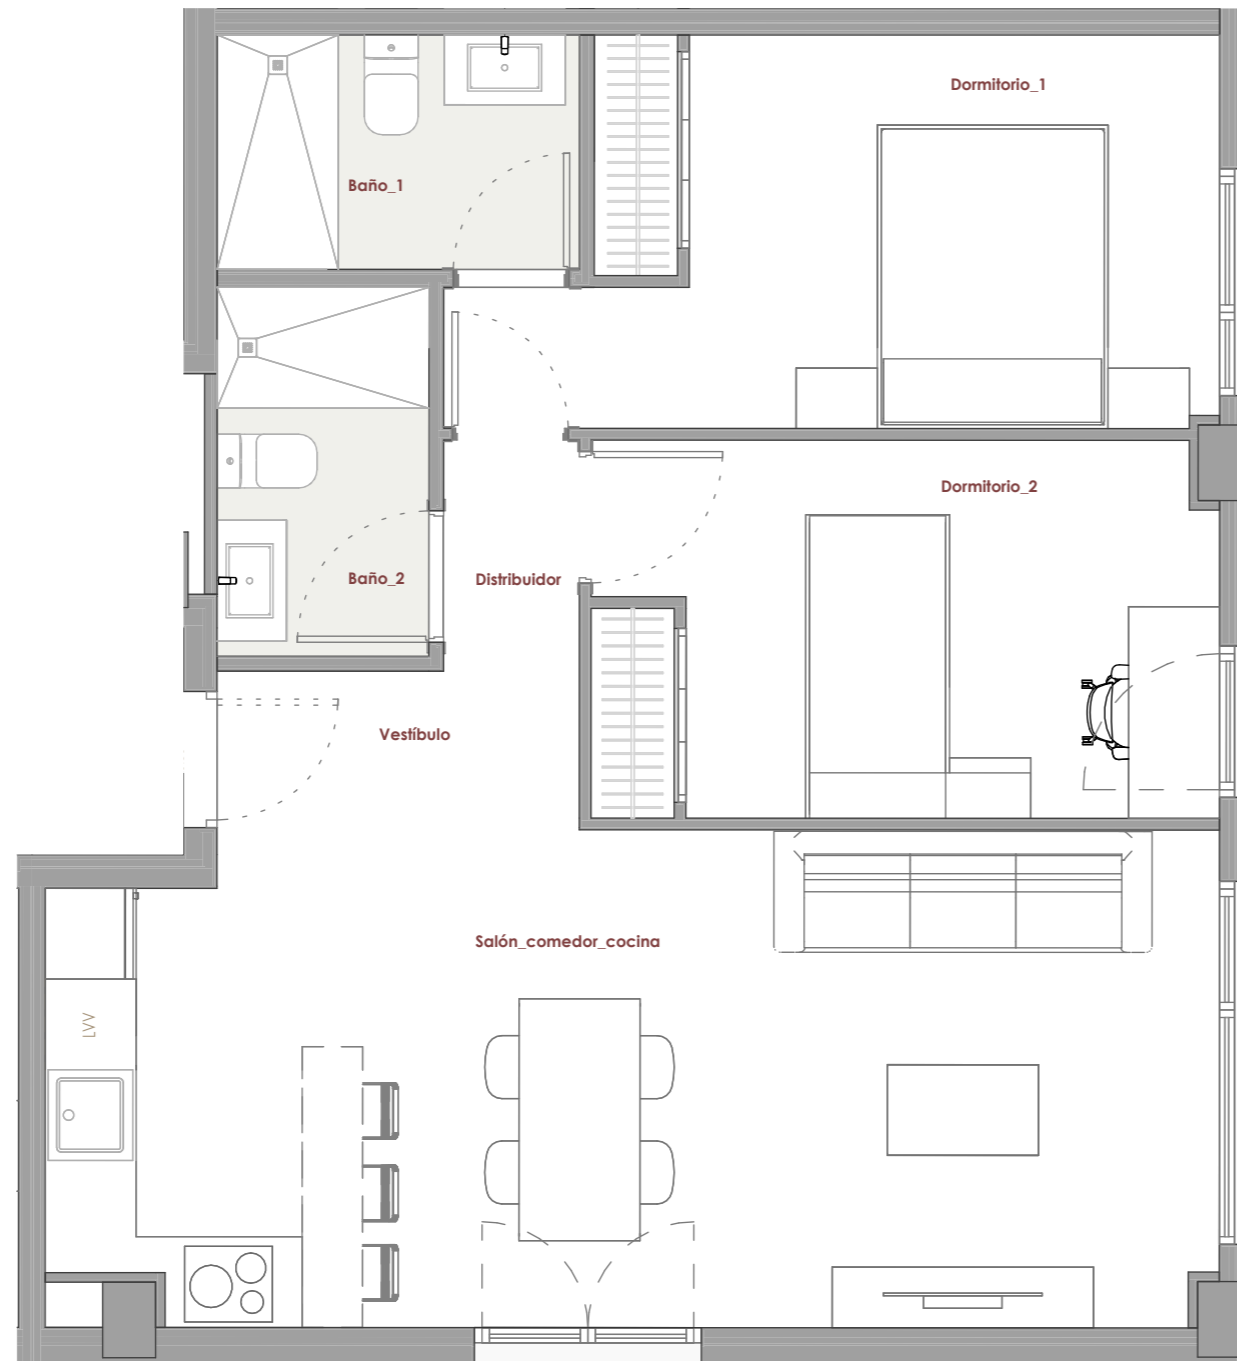 Dormitorio_1
Baño_1
Dormitorio_2
Baño_2
Distribuidor
Vestíbulo
Salón_comedor_cocina
LVV